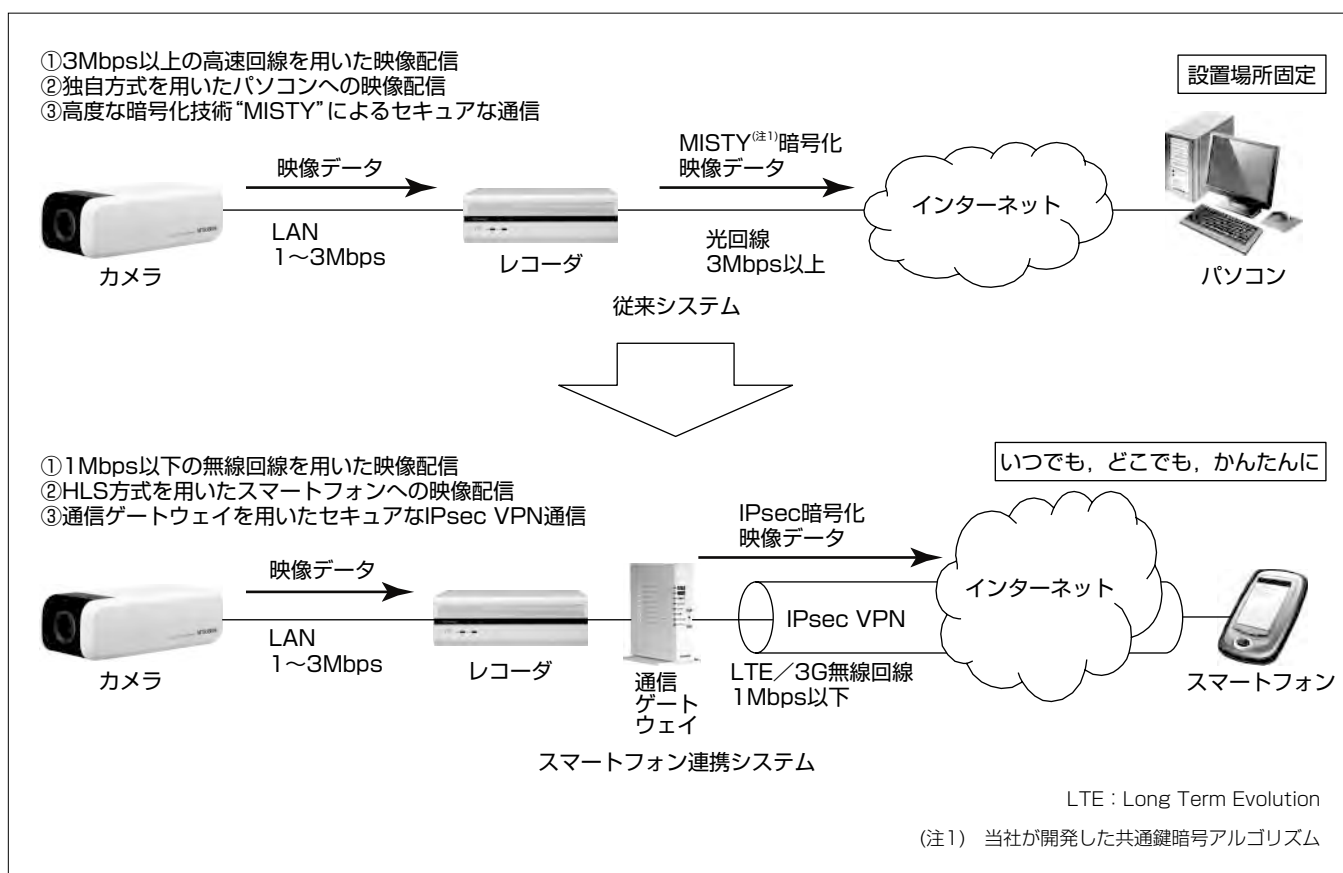 ①3Mbps以上の高速回線を用いた映像配信
②独自方式を用いたパソコンへの映像配信
③高度な暗号化技術“MISTY”によるセキュアな通信
設置場所固定
映像データ
MISTY(注1)暗号化
映像データ
インターネット
LAN
1〜3Mbps
光回線
3Mbps以上
カメラ
レコーダ
パソコン
従来システム
①1Mbps以下の無線回線を用いた映像配信
②HLS方式を用いたスマートフォンへの映像配信
③通信ゲートウェイを用いたセキュアなIPsec VPN通信
いつでも,どこでも,かんたんに
映像データ
IPsec暗号化
映像データ
インターネット
IPsec VPN
LAN
1〜3Mbps
カメラ
レコーダ
通信
ゲート
ウェイ
LTE/3G無線回線
1Mbps以下
スマートフォン
スマートフォン連携システム
LTE:Long Term Evolution
(注1) 当社が開発した共通鍵暗号アルゴリズム